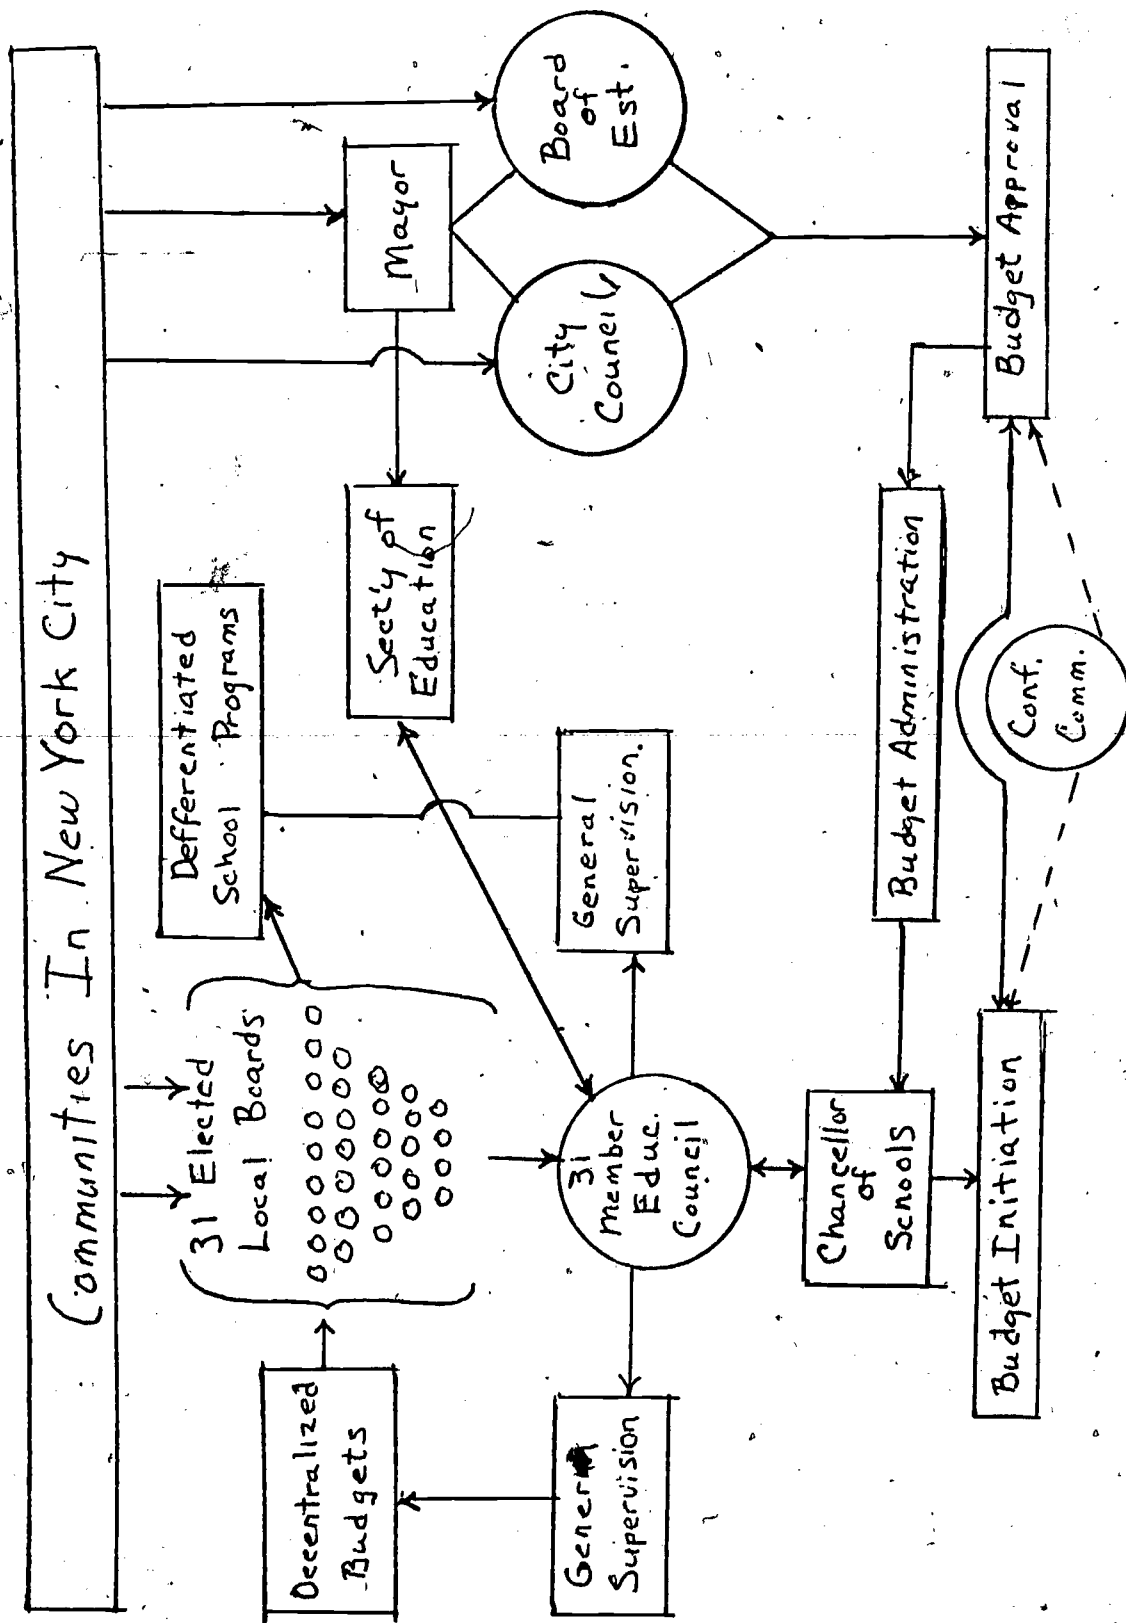 Communities In New York City
31 Elected
Local Boards
Defferentiated
School Programs
Mayor
Decentralized
Budgets
Sect'y of
Education
City
Council
Board
of
Est.
General
Supervision
31
Member
Educ.
Council
General
Supervision.
Chancellor
of
Schools
Budget Administration
Budget Initiation
Conf.
Comm.
Budget Approval